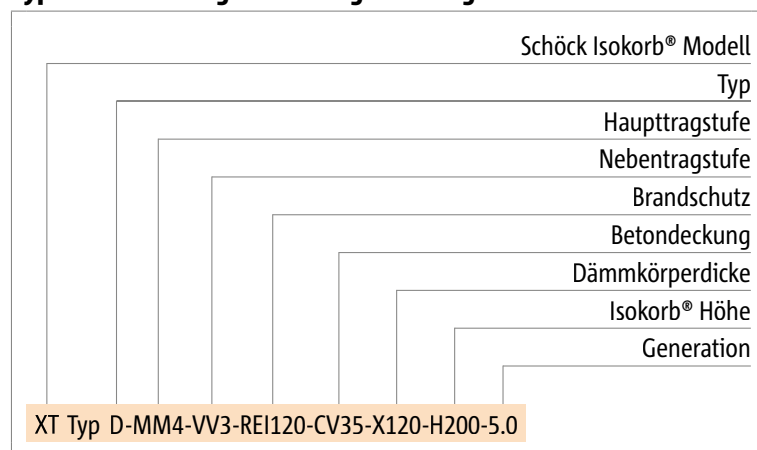 Schöck Isokorb® Modell
Typ
Haupttragstufe
Nebentragstufe
Brandschutz
Betondeckung
Dämmkörperdicke
Isokorb® Höhe
Generation
XT Typ D-MM4-VV3-REI120-CV35-X120-H200-5.0